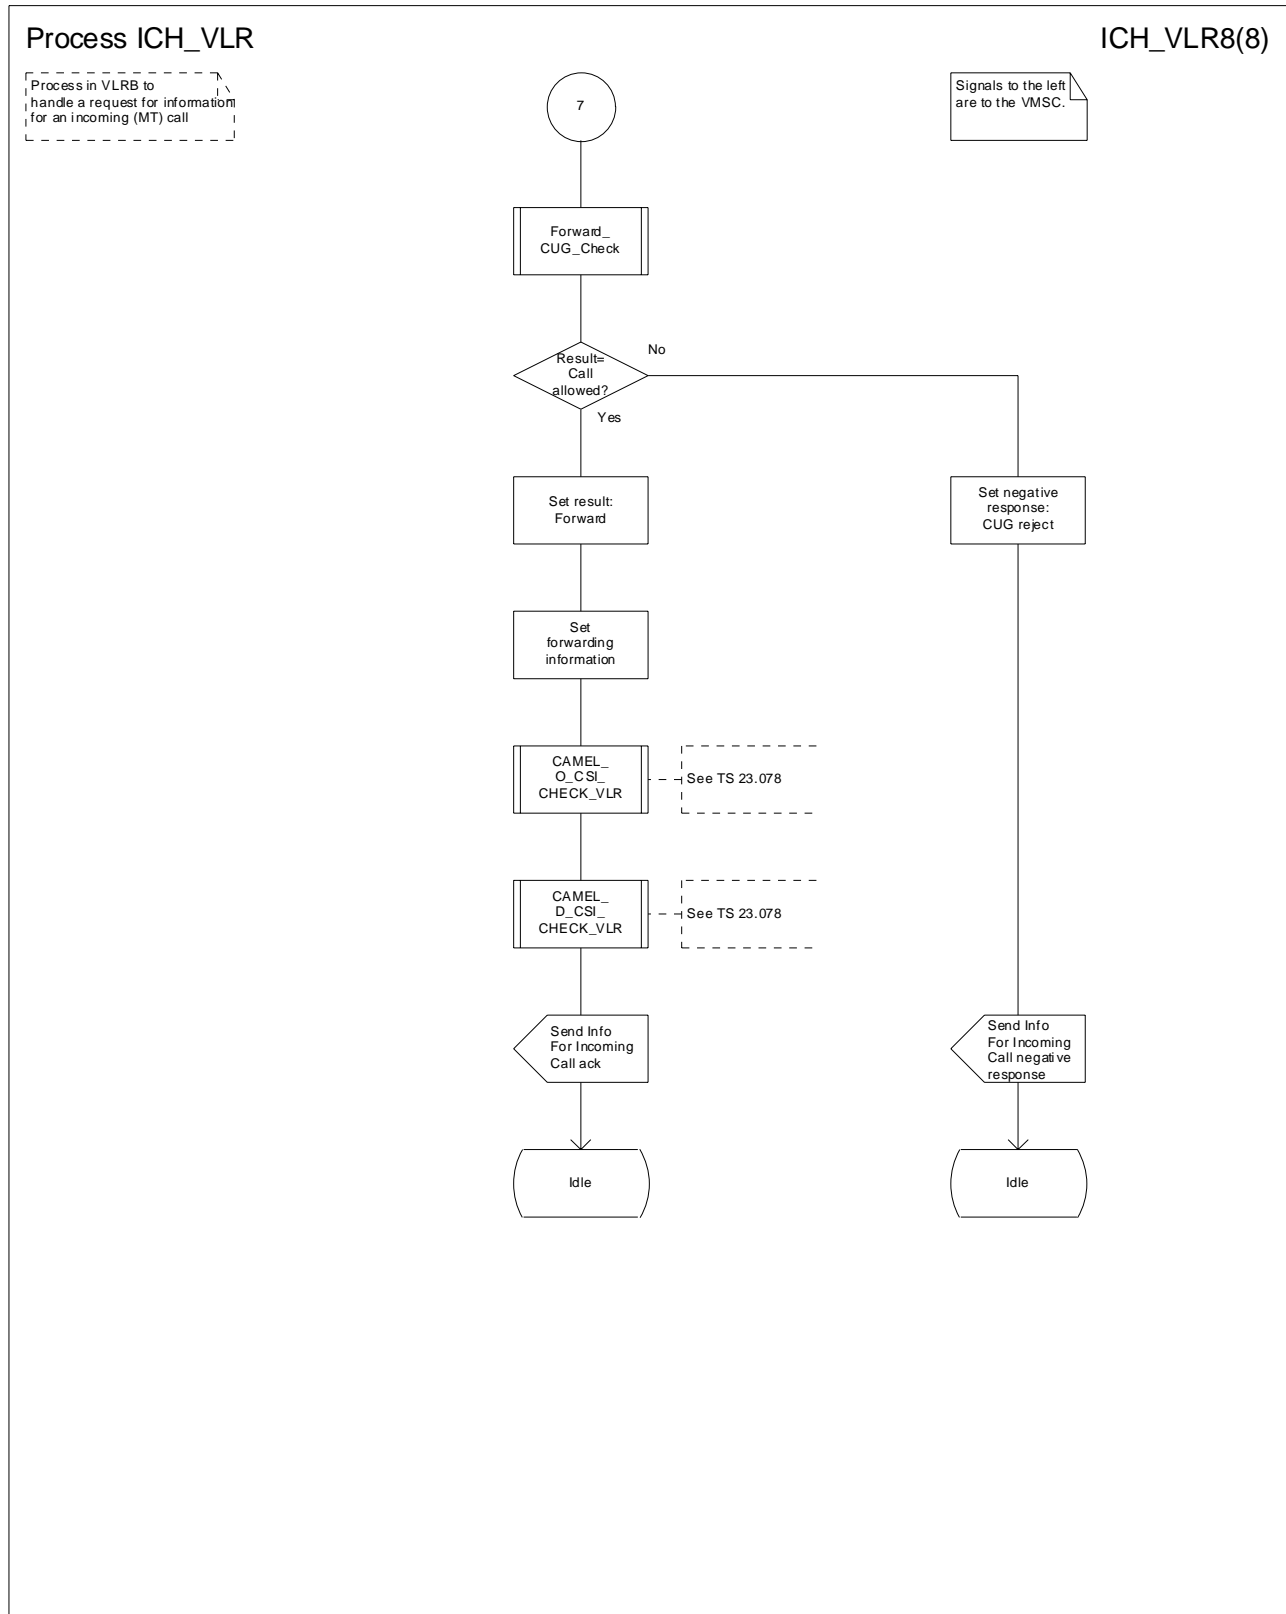 Process ICH_VLR
ICH_VLR8(8)
Process in VLRB to
handle a request for information
for an incoming (MT) call
7
Signals to the left
are to the VMSC.
Forward_
CUG_Check
Result=
Call
allowed?
No
Yes
Set result:
Forward
Set negative
response:
CUG reject
Set
forwarding
information
CAMEL_
O_CSI_
CHECK_VLR
See TS 23.078
CAMEL_
D_CSI_
CHECK_VLR
See TS 23.078
Send Info
For Incoming
Call ack
Send Info
For Incoming
Call negative
response
Idle
Idle